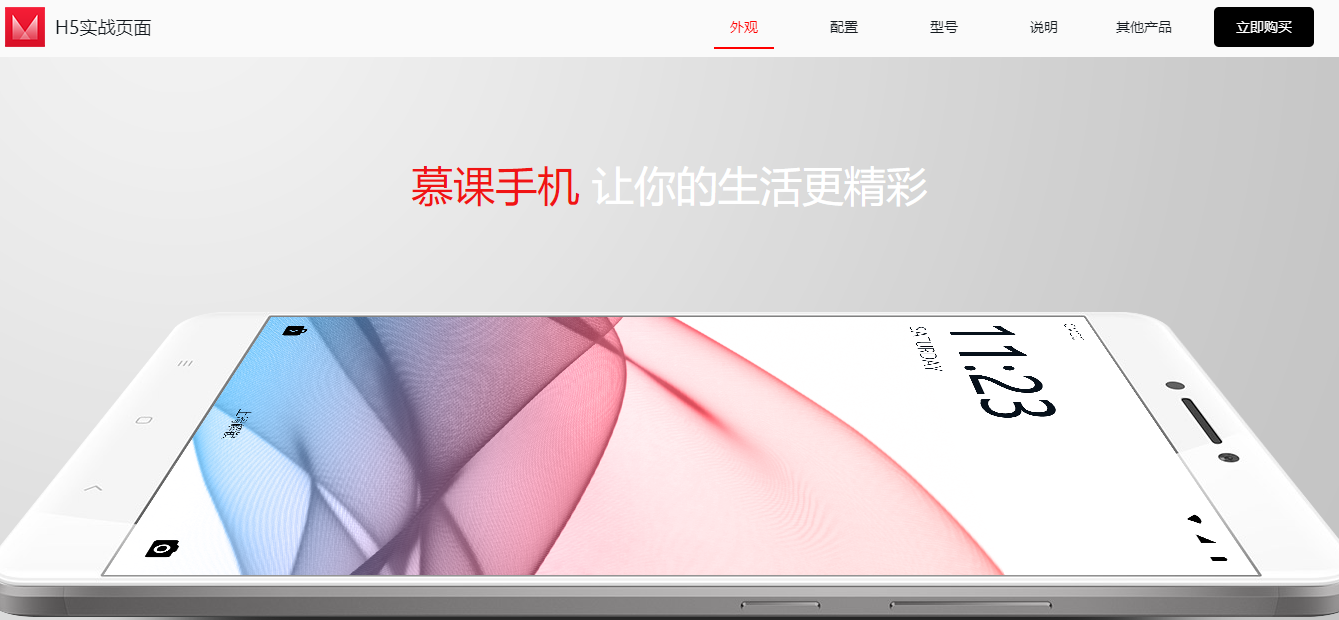 H5实战页面
外观
配置
型号
说明
其他产品
立即购买
慕课手机 让你的生活更精彩
11:23
SATURDAY